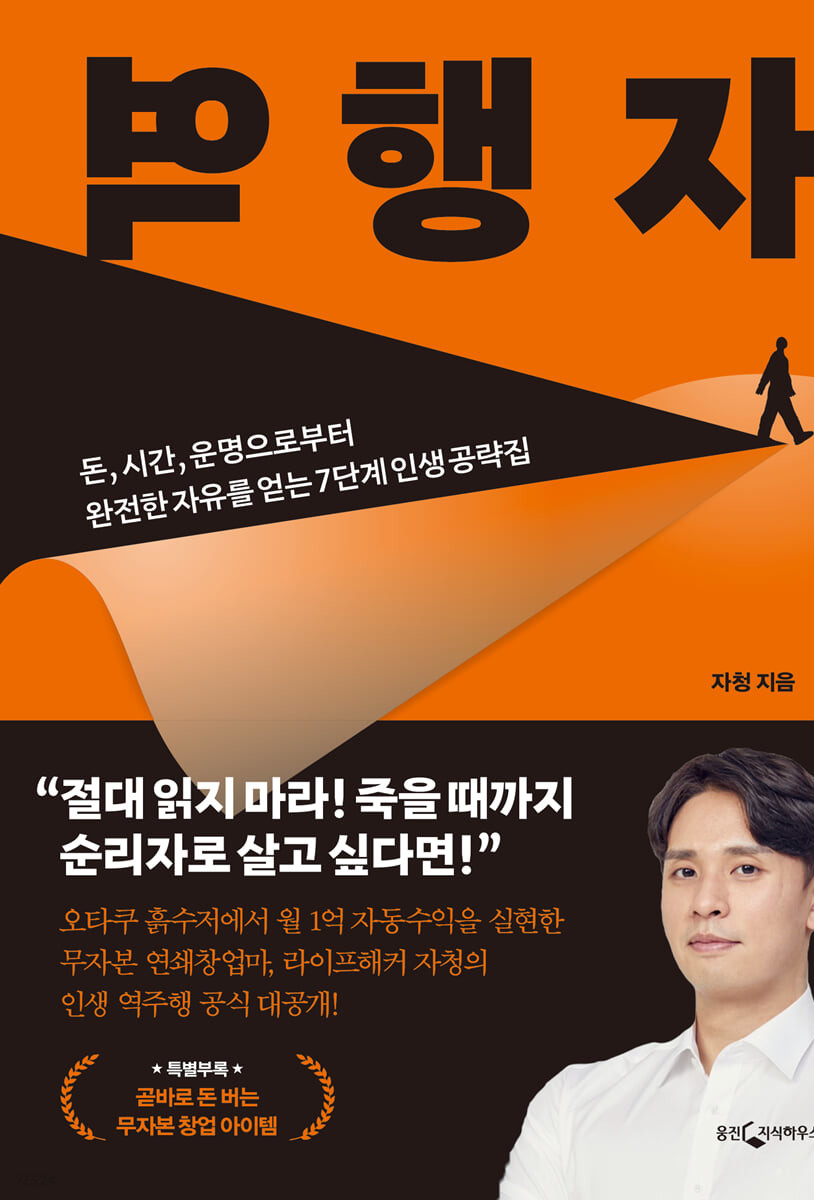 역행자
돈, 시간, 운명으로부터
완전한 자유를 얻는 7단계 인생 공략집
자청 지음
“절대 읽지 마라! 죽을 때까지
순리자로 살고 싶다면!”
오타쿠 흙수저에서 월 1억 자동수익을 실현한
무자본 연쇄창업마, 라이프해커 자청의
인생 역주행 공식 대공개!
★ 특별부록 ★
곧바로 돈 버는
무자본 창업 아이템
웅진 지식하우스